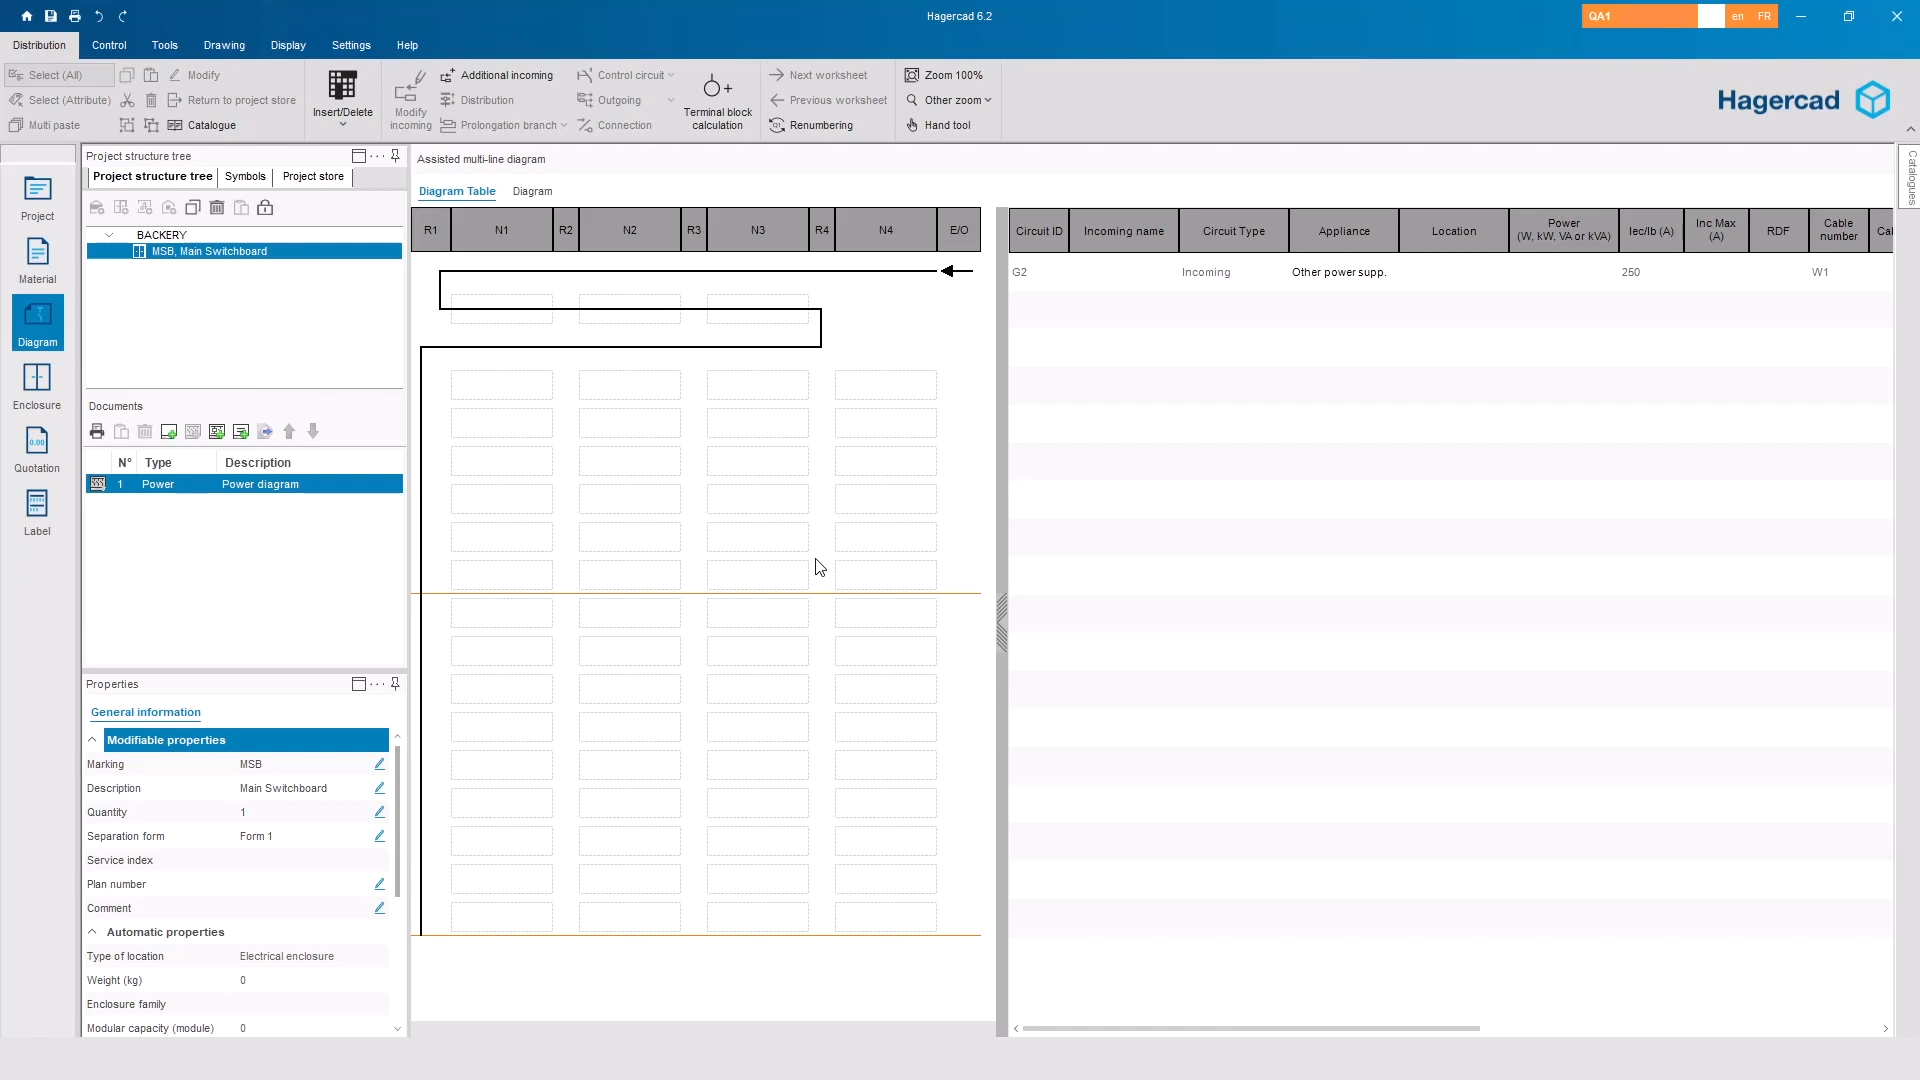 Hagercad 6.2
QA1 en FR
Distribution Control Tools Drawing Display Settings Help
Select (All) Modify
Select (Attribute) Return to project store
Multi paste Catalogue
Insert/Delete
Modify incoming
Additional incoming
Distribution
Prolongation branch
Control circuit
Outgoing
Connection
Terminal block calculation
Next worksheet
Previous worksheet
Renumbering
Zoom 100%
Other zoom
Hand tool
Hagercad
Catalogues
Project
Material
Diagram
Enclosure
Quotation
0.00
Label
Project structure tree
Project structure tree Symbols Project store
BACKERY
MSB, Main Switchboard
Documents
N° Type Description
1 Power Power diagram
Properties
General information
Modifiable properties
Marking MSB
Description Main Switchboard
Quantity 1
Separation form Form 1
Service index
Plan number
Comment
Automatic properties
Type of location Electrical enclosure
Weight (kg) 0
Enclosure family
Modular capacity (module) 0
Assisted multi-line diagram
Diagram Table Diagram
R1 N1 R2 N2 R3 N3 R4 N4 E/O
Circuit ID Incoming name Circuit Type Appliance Location Power (W, kW, VA or kVA) Iec/Ib (A) Inc Max (A) RDF Cable number Cal
G2 Incoming Other power supp. 250 W1